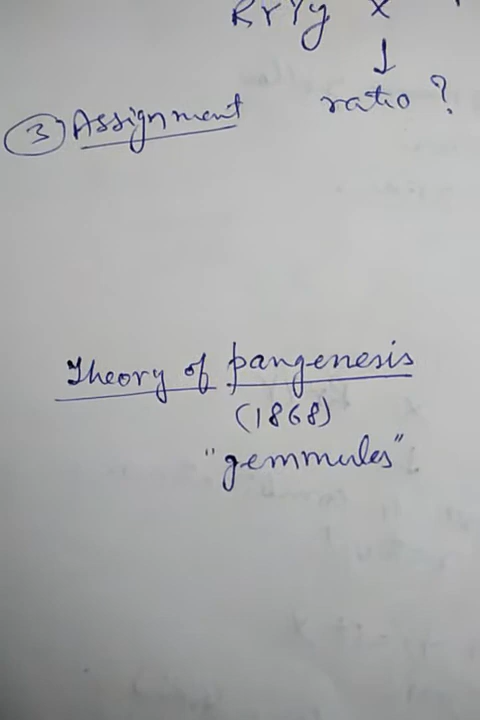 RrYy X
↓
ratio ?
③ Assignment
Theory of pangenesis
(1868)
"gemmules"